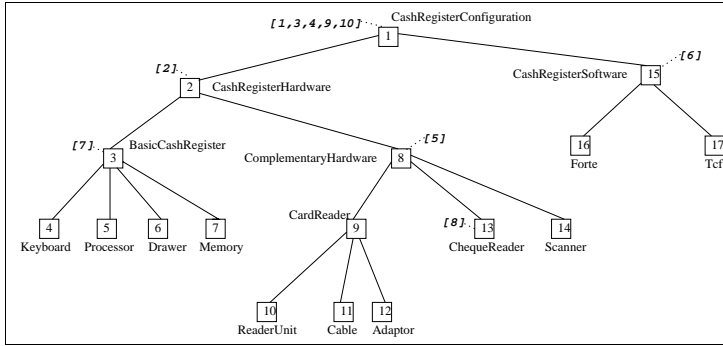 [1,3,4,9,10] CashRegisterConfiguration
1
[2] [6]
2 CashRegisterHardware CashRegisterSoftware 15
[7] BasicCashRegister [5]
3 ComplementaryHardware 8 16 17
Forte Tcf
CardReader
4 5 6 7 9 [8] 13 14
Keyboard Processor Drawer Memory ChequeReader Scanner
10 11 12
ReaderUnit Cable Adaptor